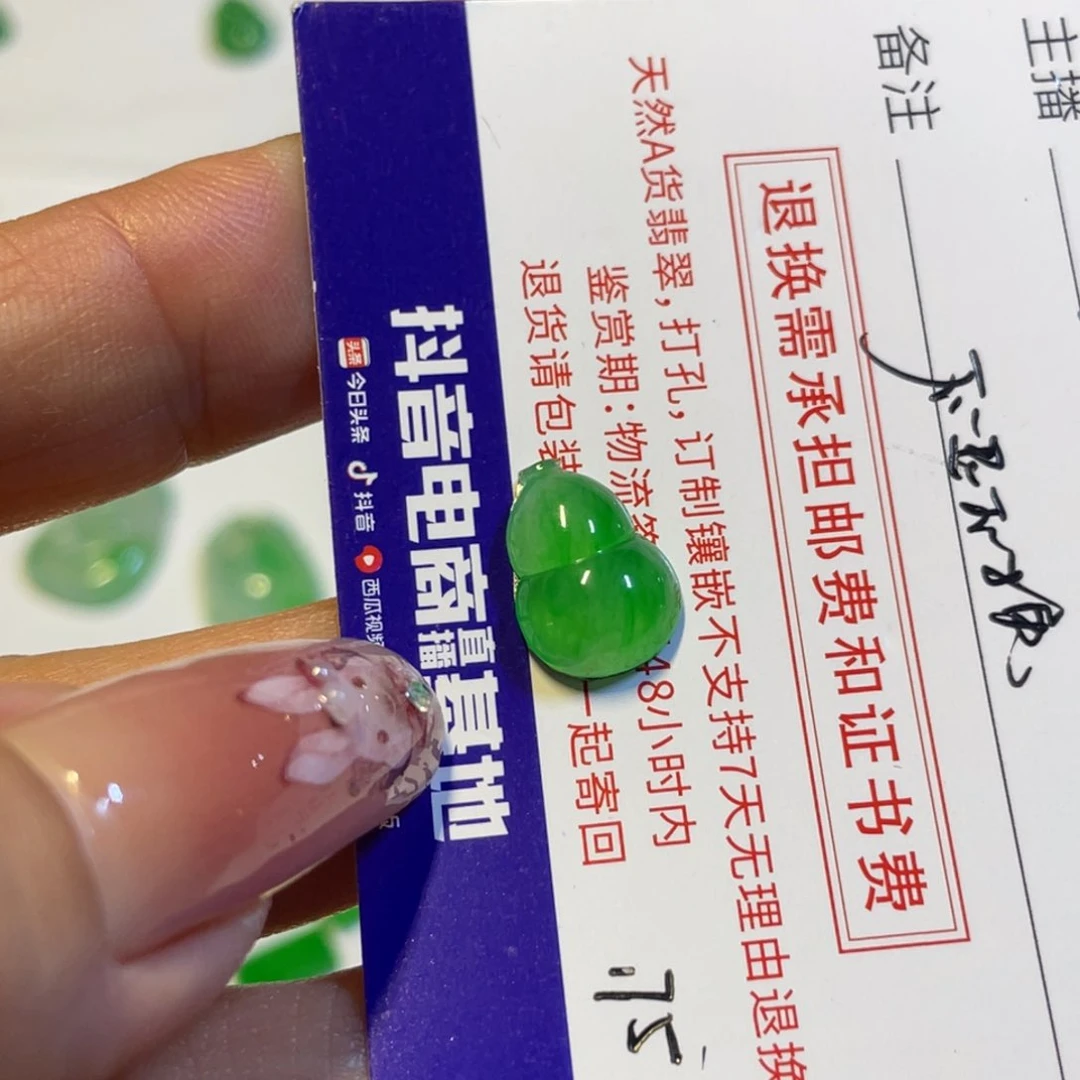 主播
备注
退换需承担邮费和证书费
天然A货翡翠，打孔，订制镶嵌不支持7天无理由退换
鉴赏期：物流 48小时内
退货请包装 一起寄回
抖音电商直播基地
头条 今日头条 抖音 西瓜视频